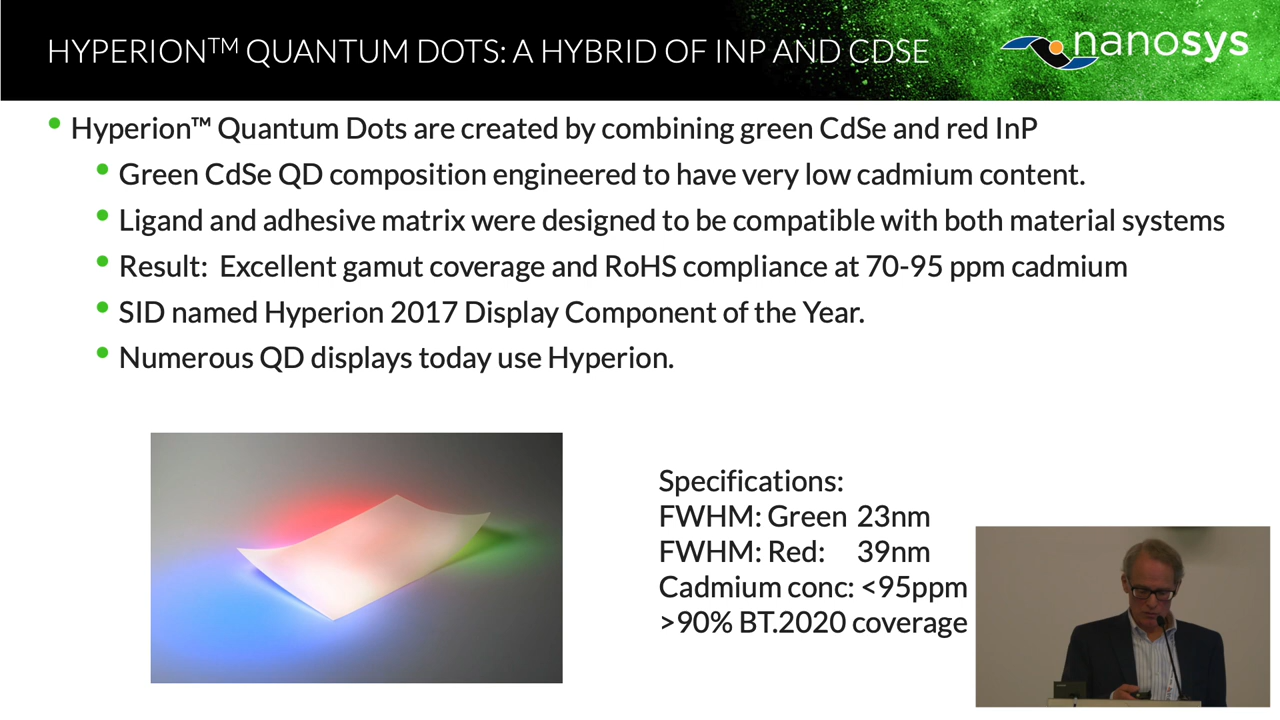 HYPERION™ QUANTUM DOTS: A HYBRID OF INP AND CDSE
nanosys
• Hyperion™ Quantum Dots are created by combining green CdSe and red InP
• Green CdSe QD composition engineered to have very low cadmium content.
• Ligand and adhesive matrix were designed to be compatible with both material systems
• Result: Excellent gamut coverage and RoHS compliance at 70-95 ppm cadmium
• SID named Hyperion 2017 Display Component of the Year.
• Numerous QD displays today use Hyperion.
Specifications:
FWHM: Green 23nm
FWHM: Red: 39nm
Cadmium conc: <95ppm
>90% BT.2020 coverage